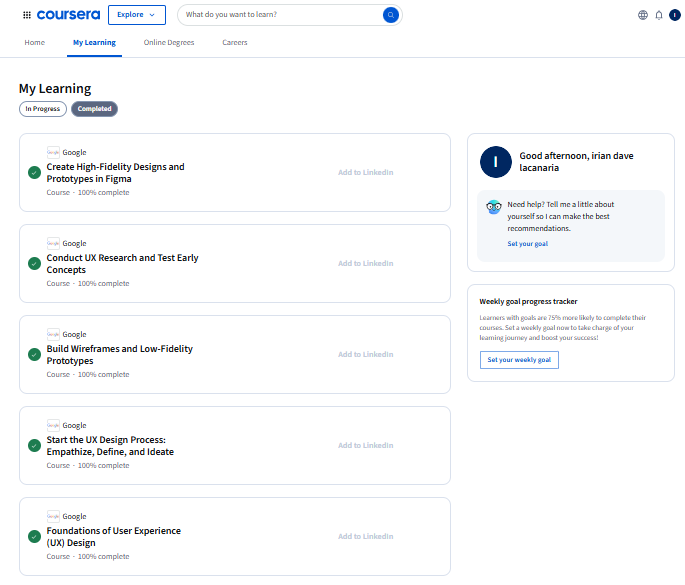 coursera
Explore
What do you want to learn?
I
Home
My Learning
Online Degrees
Careers
My Learning
In Progress
Completed
Google
Google
Create High-Fidelity Designs and
Prototypes in Figma
Course · 100% complete
Add to LinkedIn
Google
Google
Conduct UX Research and Test Early
Concepts
Course · 100% complete
Add to LinkedIn
Google
Google
Build Wireframes and Low-Fidelity
Prototypes
Course · 100% complete
Add to LinkedIn
Google
Google
Start the UX Design Process:
Empathize, Define, and Ideate
Course · 100% complete
Add to LinkedIn
Google
Google
Foundations of User Experience
(UX) Design
Course · 100% complete
Add to LinkedIn
I
Good afternoon, irian dave
lacanaria
Need help? Tell me a little about
yourself so I can make the best
recommendations.
Set your goal
Weekly goal progress tracker
Learners with goals are 75% more likely to complete their
courses. Set a weekly goal now to take charge of your
learning journey and boost your success!
Set your weekly goal